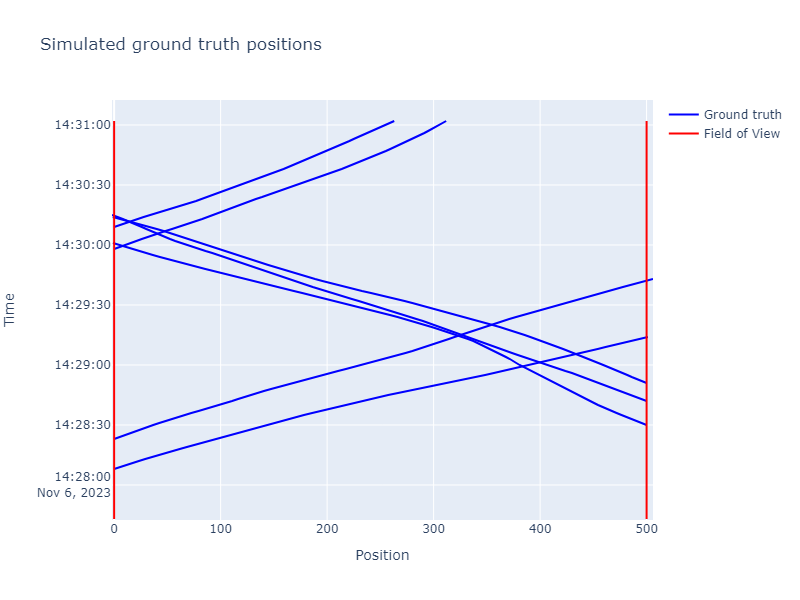 Simulated ground truth positions
Ground truth
Field of View
14:31:00
14:30:30
14:30:00
14:29:30
14:29:00
14:28:30
14:28:00
Nov 6, 2023
Time
0
100
200
300
400
500
Position